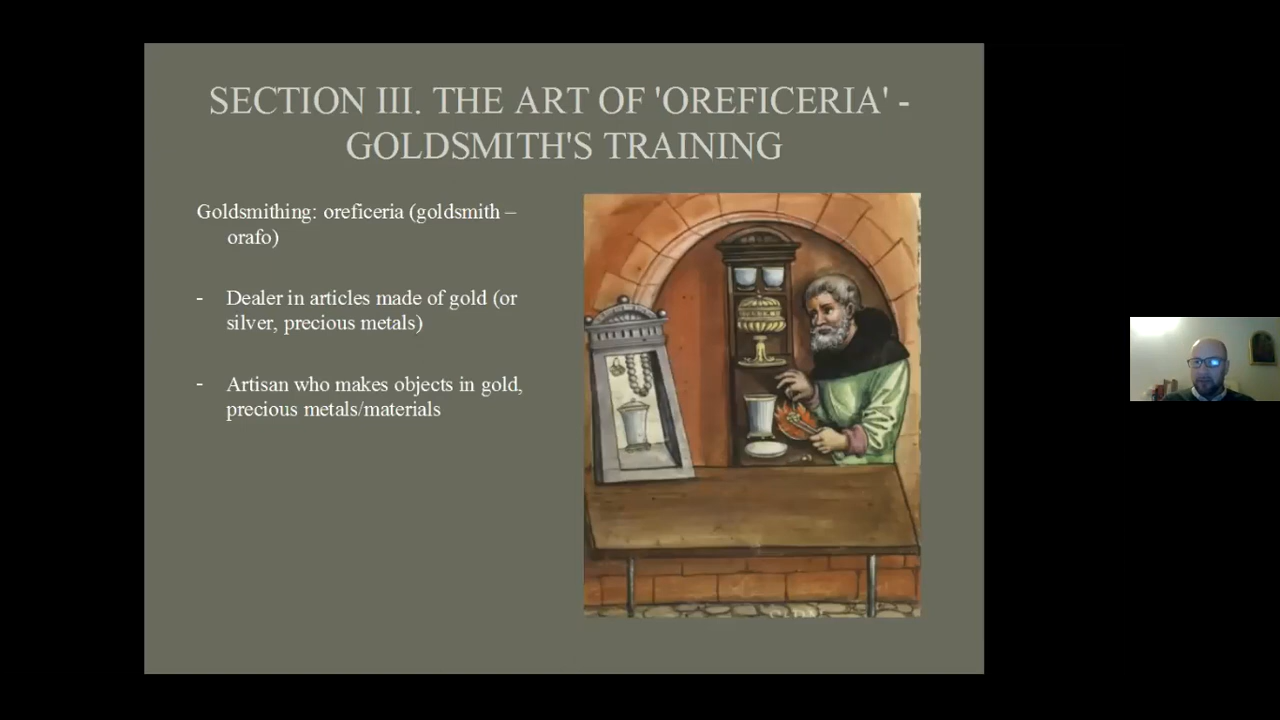 SECTION III. THE ART OF 'OREFICERIA' -
GOLDSMITH'S TRAINING
Goldsmithing: oreficeria (goldsmith –
orafo)
- Dealer in articles made of gold (or
silver, precious metals)
- Artisan who makes objects in gold,
precious metals/materials